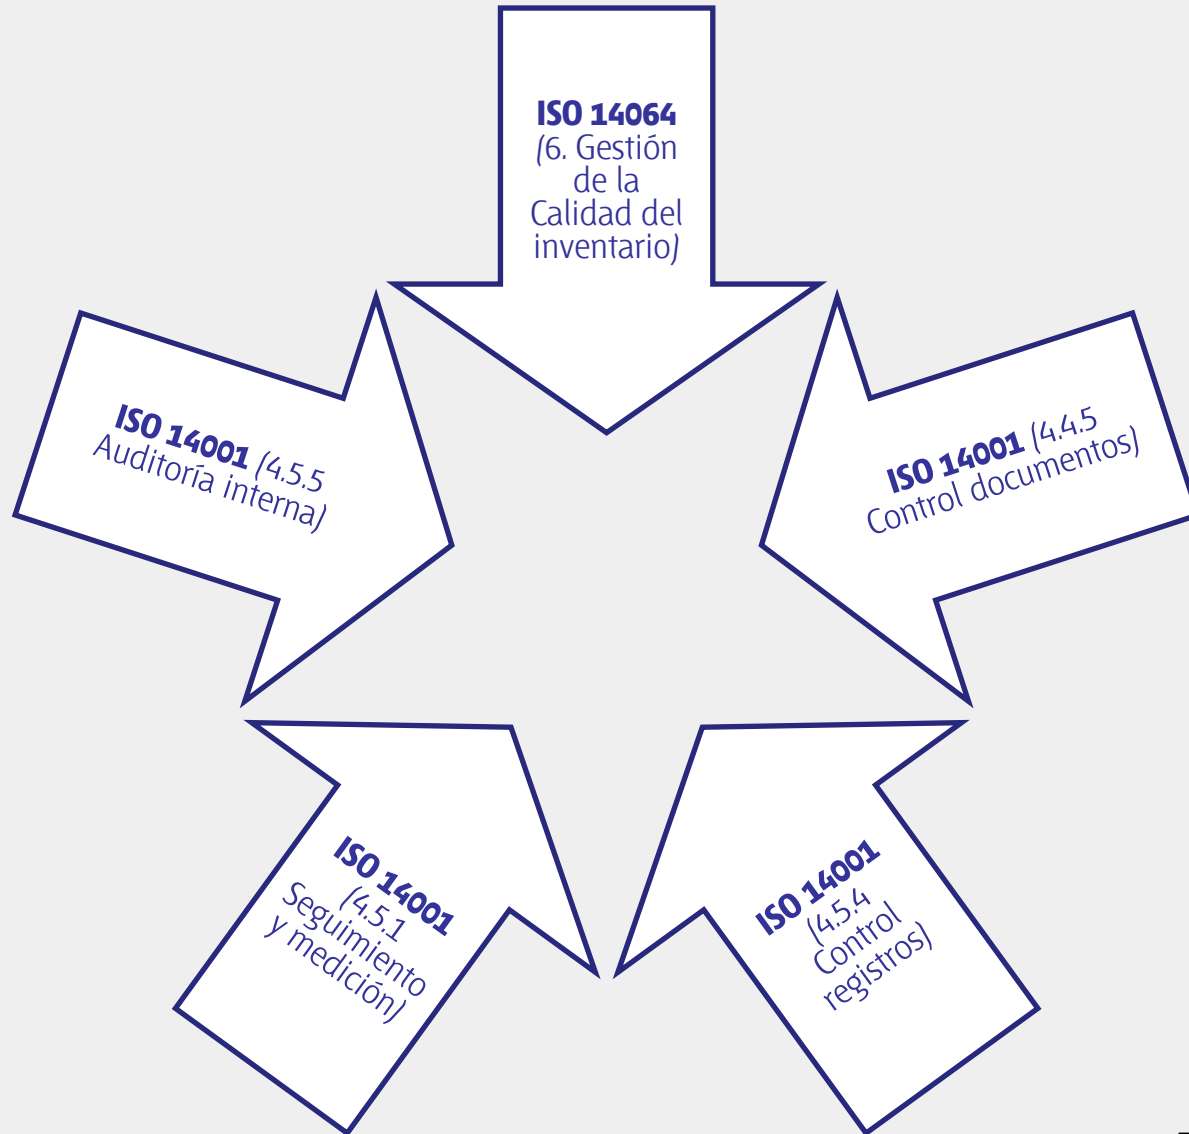 ISO 14064
(6. Gestión
de la
Calidad del
inventario)
ISO 14001 (4.5.5
Auditoría interna)
ISO 14001 (4.4.5
Control documentos)
ISO 14001
(4.5.1
Seguimiento
y medición)
ISO 14001
(4.5.4
Control
registros)